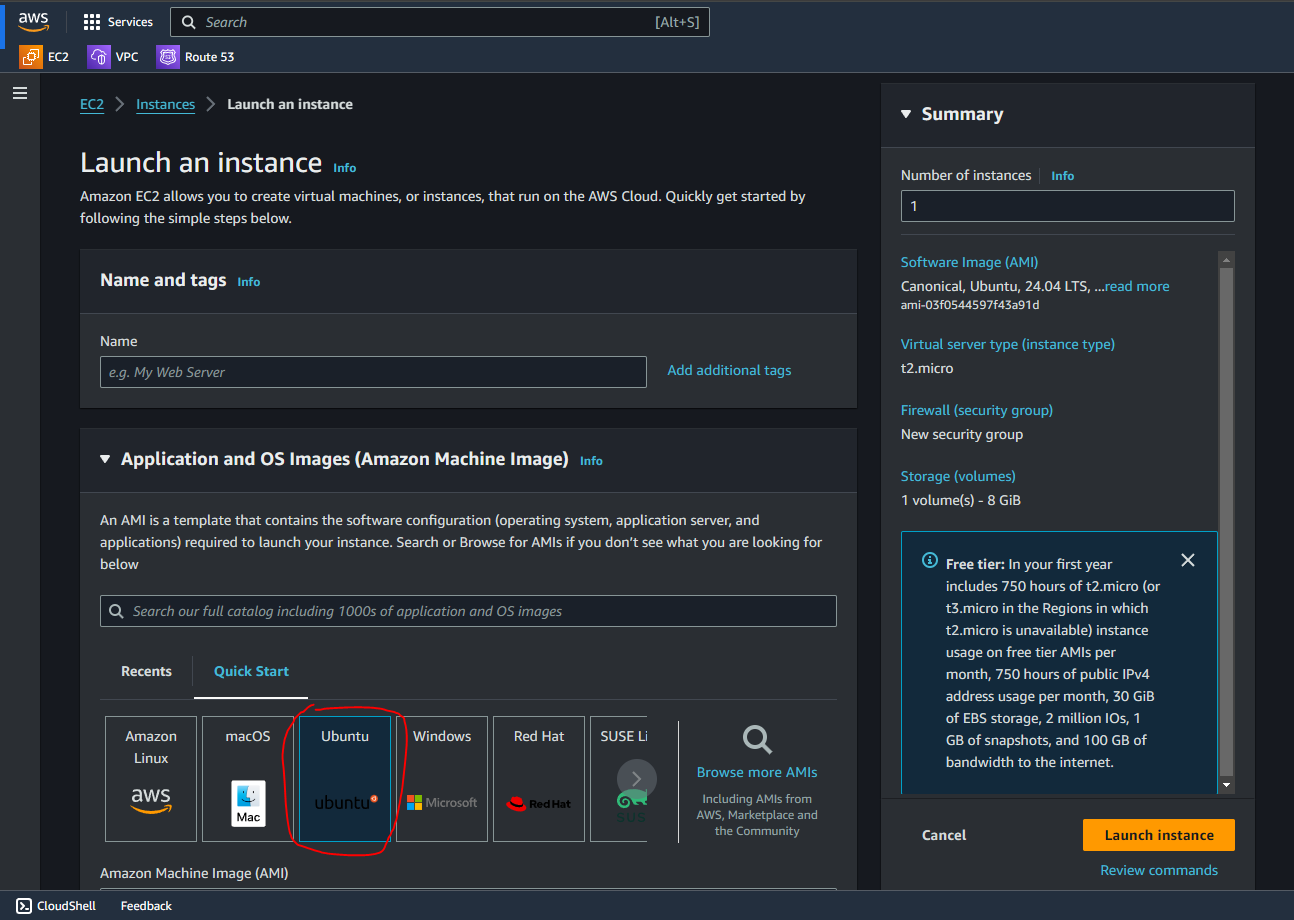 aws
Services
Search
[Alt+S]
EC2
VPC
Route 53
EC2
Instances
Launch an instance
Launch an instance
Info
Amazon EC2 allows you to create virtual machines, or instances, that run on the AWS Cloud. Quickly get started by
following the simple steps below.
Name and tags
Info
Name
e.g. My Web Server
Add additional tags
Application and OS Images (Amazon Machine Image)
Info
An AMI is a template that contains the software configuration (operating system, application server, and
applications) required to launch your instance. Search or Browse for AMIs if you don't see what you are looking for
below
Search our full catalog including 1000s of application and OS images
Recents
Quick Start
Amazon
Linux
aws
macOS
Mac
Ubuntu
ubuntu
Windows
Microsoft
Red Hat
Red Hat
SUSE Li
SUS
Browse more AMIs
Including AMIs from
AWS, Marketplace and
the Community
Amazon Machine Image (AMI)
Summary
Number of instances
Info
1
Software Image (AMI)
Canonical, Ubuntu, 24.04 LTS, ...read more
ami-03f0544597f43a91d
Virtual server type (instance type)
t2.micro
Firewall (security group)
New security group
Storage (volumes)
1 volume(s) - 8 GiB
Free tier: In your first year
includes 750 hours of t2.micro (or
t3.micro in the Regions in which
t2.micro is unavailable) instance
usage on free tier AMIs per
month, 750 hours of public IPv4
address usage per month, 30 GiB
of EBS storage, 2 million IOs, 1
GB of snapshots, and 100 GB of
bandwidth to the internet.
Cancel
Launch instance
Review commands
CloudShell
Feedback